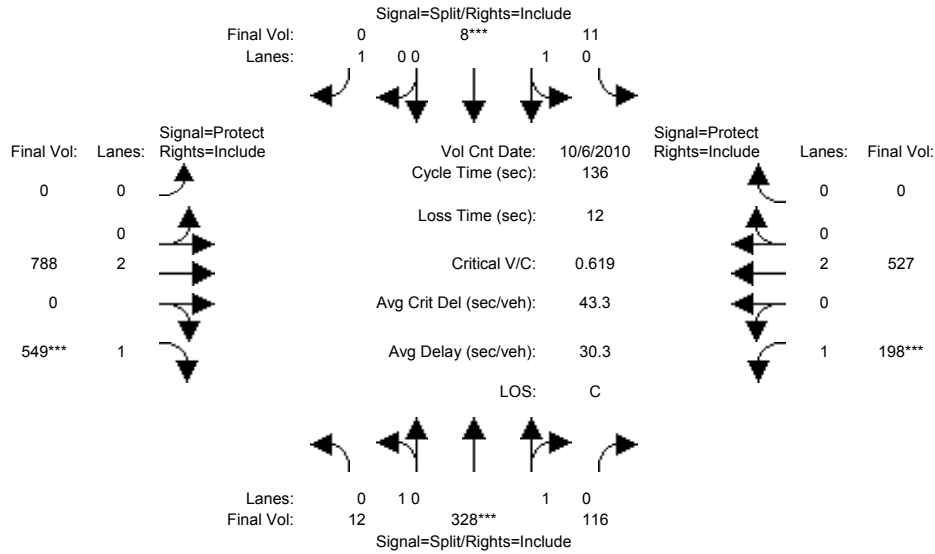 Signal=Split/Rights=Include
Final Vol: 0 8*** 11
Lanes: 1 0 0 1 0
Signal=Protect Signal=Protect
Final Vol: Lanes: Rights=Include Vol Cnt Date: 10/6/2010 Rights=Include Lanes: Final Vol:
Cycle Time (sec): 136
0 0 0 0
Loss Time (sec): 12
0 0
788 2 Critical V/C: 0.619 2 527
0 Avg Crit Del (sec/veh): 43.3 0
549*** 1 Avg Delay (sec/veh): 30.3 1 198***
LOS: C
Lanes: 0 1 0 1 0
Final Vol: 12 328*** 116
Signal=Split/Rights=Include